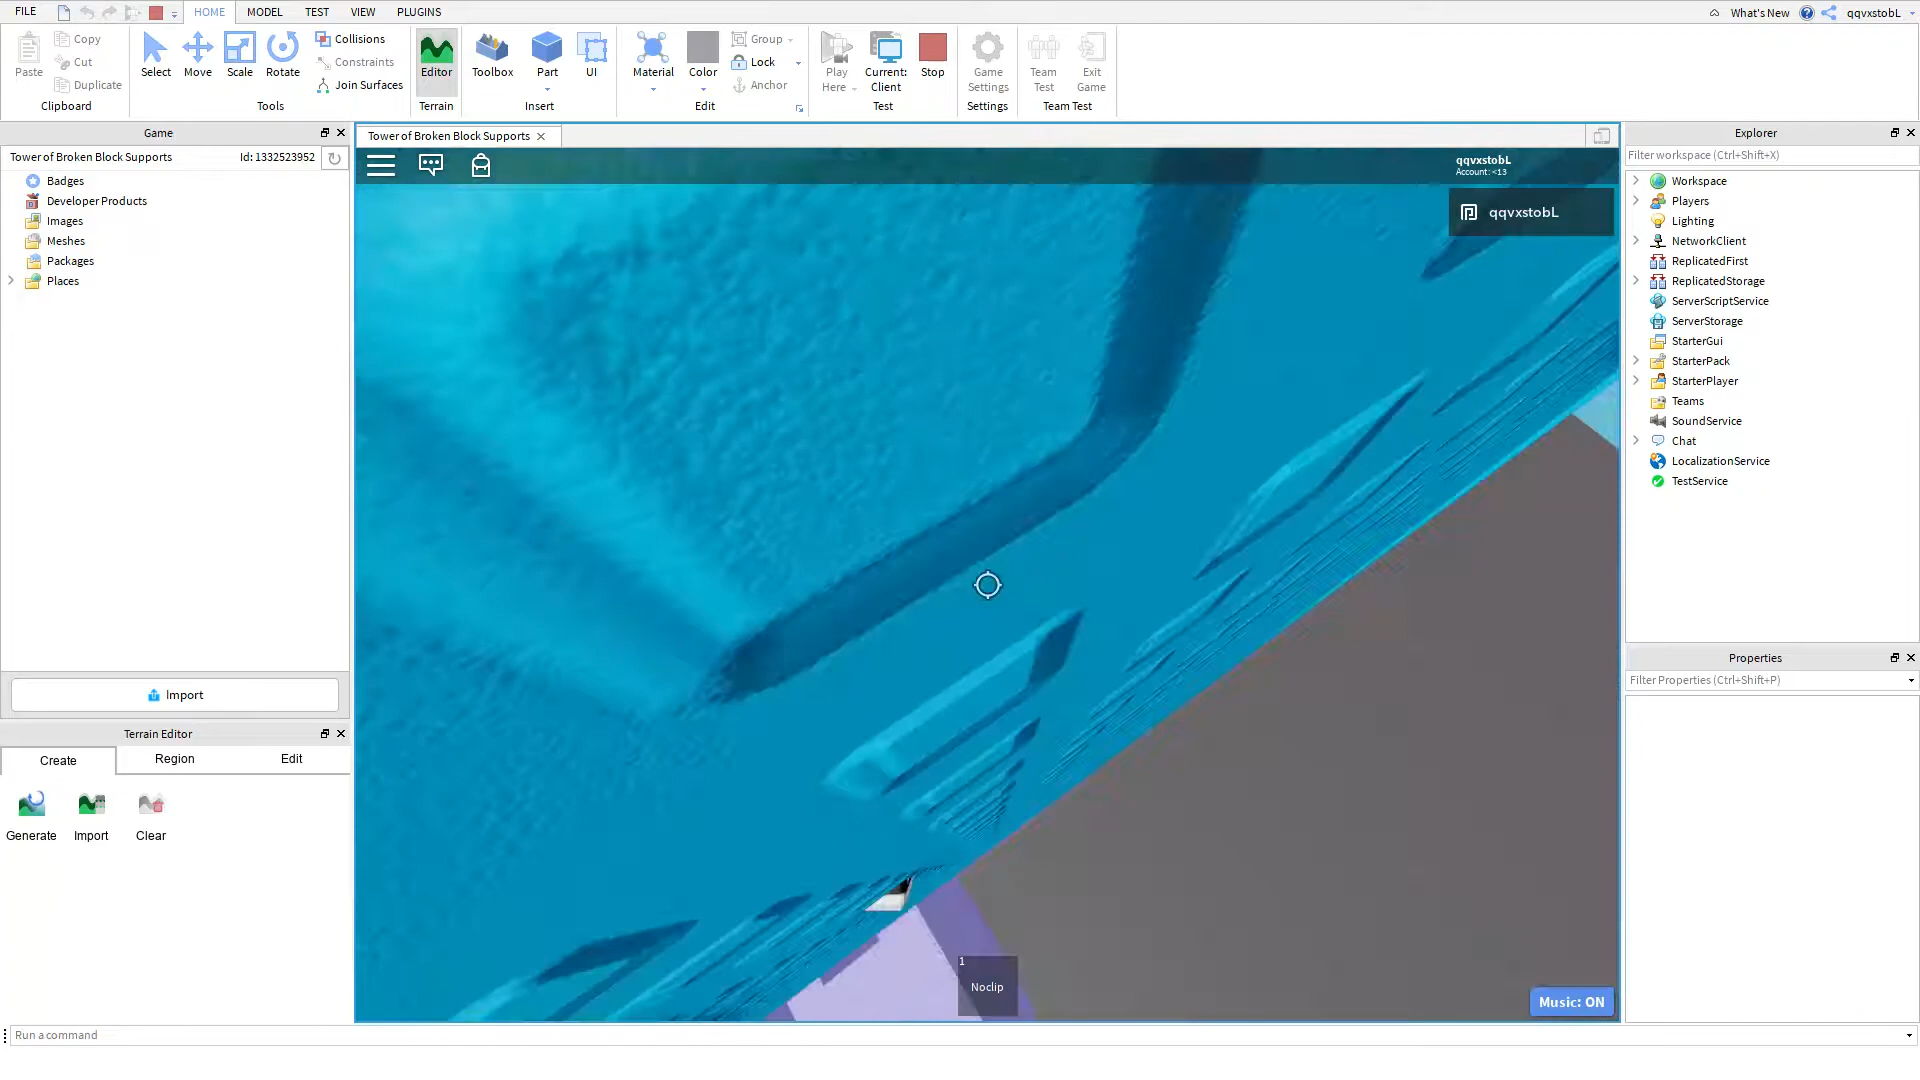 FILE HOME MODEL TEST VIEW PLUGINS What's New qqvxstobL
Paste Copy Cut Duplicate Clipboard
Select Move Scale Rotate Collisions Constraints Join Surfaces Tools
Editor Terrain
Toolbox Part UI Insert
Material Color Group Lock Anchor Edit
Play Here Current: Client Stop Test
Game Settings Settings
Team Test Exit Game Team Test
Game
Tower of Broken Block Supports Id: 1332523952
Badges
Developer Products
Images
Meshes
Packages
Places
Import
Terrain Editor
Create Region Edit
Generate Import Clear
Tower of Broken Block Supports
qqvxstobL
Account: <13
qqvxstobL
1
Noclip
Music: ON
Explorer
Filter workspace (Ctrl+Shift+X)
Workspace
Players
Lighting
NetworkClient
ReplicatedFirst
ReplicatedStorage
ServerScriptService
ServerStorage
StarterGui
StarterPack
StarterPlayer
Teams
SoundService
Chat
LocalizationService
TestService
Properties
Filter Properties (Ctrl+Shift+P)
Run a command